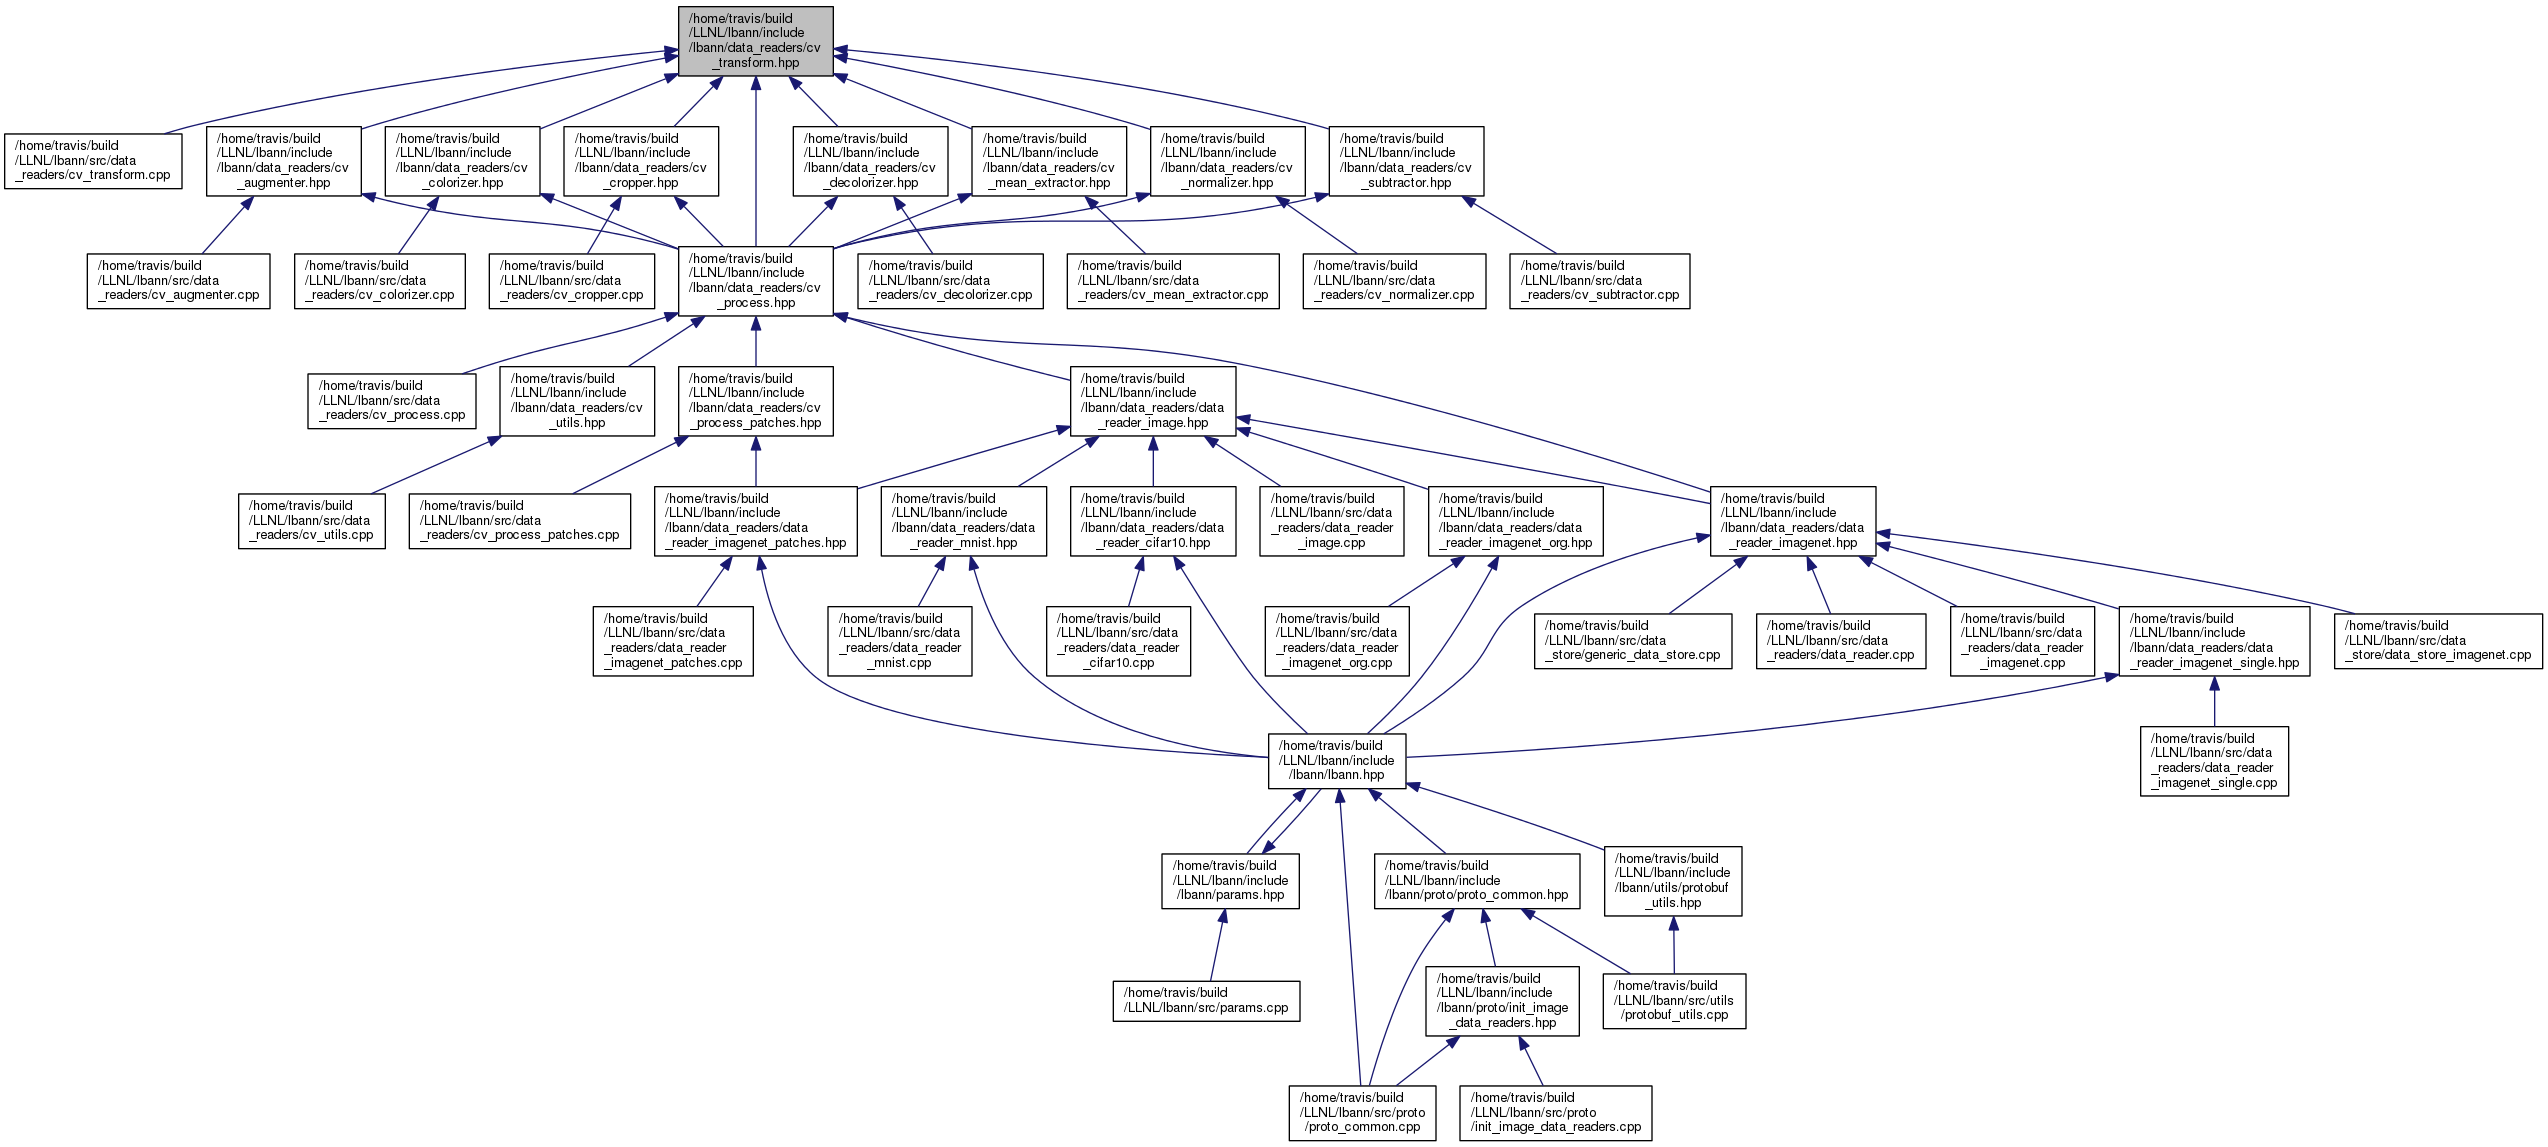 /home/travis/build
/LLNL/lbann/include
/lbann/data_readers/cv
_transform.hpp
/home/travis/build
/LLNL/lbann/src/data
_readers/cv_transform.cpp
/home/travis/build
/LLNL/lbann/include
/lbann/data_readers/cv
_augmenter.hpp
/home/travis/build
/LLNL/lbann/include
/lbann/data_readers/cv
_colorizer.hpp
/home/travis/build
/LLNL/lbann/include
/lbann/data_readers/cv
_cropper.hpp
/home/travis/build
/LLNL/lbann/include
/lbann/data_readers/cv
_decolorizer.hpp
/home/travis/build
/LLNL/lbann/include
/lbann/data_readers/cv
_mean_extractor.hpp
/home/travis/build
/LLNL/lbann/include
/lbann/data_readers/cv
_normalizer.hpp
/home/travis/build
/LLNL/lbann/include
/lbann/data_readers/cv
_subtractor.hpp
/home/travis/build
/LLNL/lbann/src/data
_readers/cv_augmenter.cpp
/home/travis/build
/LLNL/lbann/src/data
_readers/cv_colorizer.cpp
/home/travis/build
/LLNL/lbann/src/data
_readers/cv_cropper.cpp
/home/travis/build
/LLNL/lbann/include
/lbann/data_readers/cv
_process.hpp
/home/travis/build
/LLNL/lbann/src/data
_readers/cv_decolorizer.cpp
/home/travis/build
/LLNL/lbann/src/data
_readers/cv_mean_extractor.cpp
/home/travis/build
/LLNL/lbann/src/data
_readers/cv_normalizer.cpp
/home/travis/build
/LLNL/lbann/src/data
_readers/cv_subtractor.cpp
/home/travis/build
/LLNL/lbann/src/data
_readers/cv_process.cpp
/home/travis/build
/LLNL/lbann/include
/lbann/data_readers/cv
_utils.hpp
/home/travis/build
/LLNL/lbann/include
/lbann/data_readers/cv
_process_patches.hpp
/home/travis/build
/LLNL/lbann/include
/lbann/data_readers/data
_reader_image.hpp
/home/travis/build
/LLNL/lbann/src/data
_readers/cv_utils.cpp
/home/travis/build
/LLNL/lbann/src/data
_readers/cv_process_patches.cpp
/home/travis/build
/LLNL/lbann/include
/lbann/data_readers/data
_reader_imagenet_patches.hpp
/home/travis/build
/LLNL/lbann/include
/lbann/data_readers/data
_reader_mnist.hpp
/home/travis/build
/LLNL/lbann/include
/lbann/data_readers/data
_reader_cifar10.hpp
/home/travis/build
/LLNL/lbann/src/data
_readers/data_reader
_image.cpp
/home/travis/build
/LLNL/lbann/include
/lbann/data_readers/data
_reader_imagenet_org.hpp
/home/travis/build
/LLNL/lbann/include
/lbann/data_readers/data
_reader_imagenet.hpp
/home/travis/build
/LLNL/lbann/src/data
_readers/data_reader
_imagenet_patches.cpp
/home/travis/build
/LLNL/lbann/src/data
_readers/data_reader
_mnist.cpp
/home/travis/build
/LLNL/lbann/src/data
_readers/data_reader
_cifar10.cpp
/home/travis/build
/LLNL/lbann/src/data
_readers/data_reader
_imagenet_org.cpp
/home/travis/build
/LLNL/lbann/src/data
_store/generic_data_store.cpp
/home/travis/build
/LLNL/lbann/src/data
_readers/data_reader.cpp
/home/travis/build
/LLNL/lbann/src/data
_readers/data_reader
_imagenet.cpp
/home/travis/build
/LLNL/lbann/include
/lbann/data_readers/data
_reader_imagenet_single.hpp
/home/travis/build
/LLNL/lbann/src/data
_store/data_store_imagenet.cpp
/home/travis/build
/LLNL/lbann/include
/lbann/lbann.hpp
/home/travis/build
/LLNL/lbann/src/data
_readers/data_reader
_imagenet_single.cpp
/home/travis/build
/LLNL/lbann/include
/lbann/params.hpp
/home/travis/build
/LLNL/lbann/include
/lbann/proto/proto_common.hpp
/home/travis/build
/LLNL/lbann/include
/lbann/utils/protobuf
_utils.hpp
/home/travis/build
/LLNL/lbann/src/params.cpp
/home/travis/build
/LLNL/lbann/include
/lbann/proto/init_image
_data_readers.hpp
/home/travis/build
/LLNL/lbann/src/utils
/protobuf_utils.cpp
/home/travis/build
/LLNL/lbann/src/proto
/proto_common.cpp
/home/travis/build
/LLNL/lbann/src/proto
/init_image_data_readers.cpp